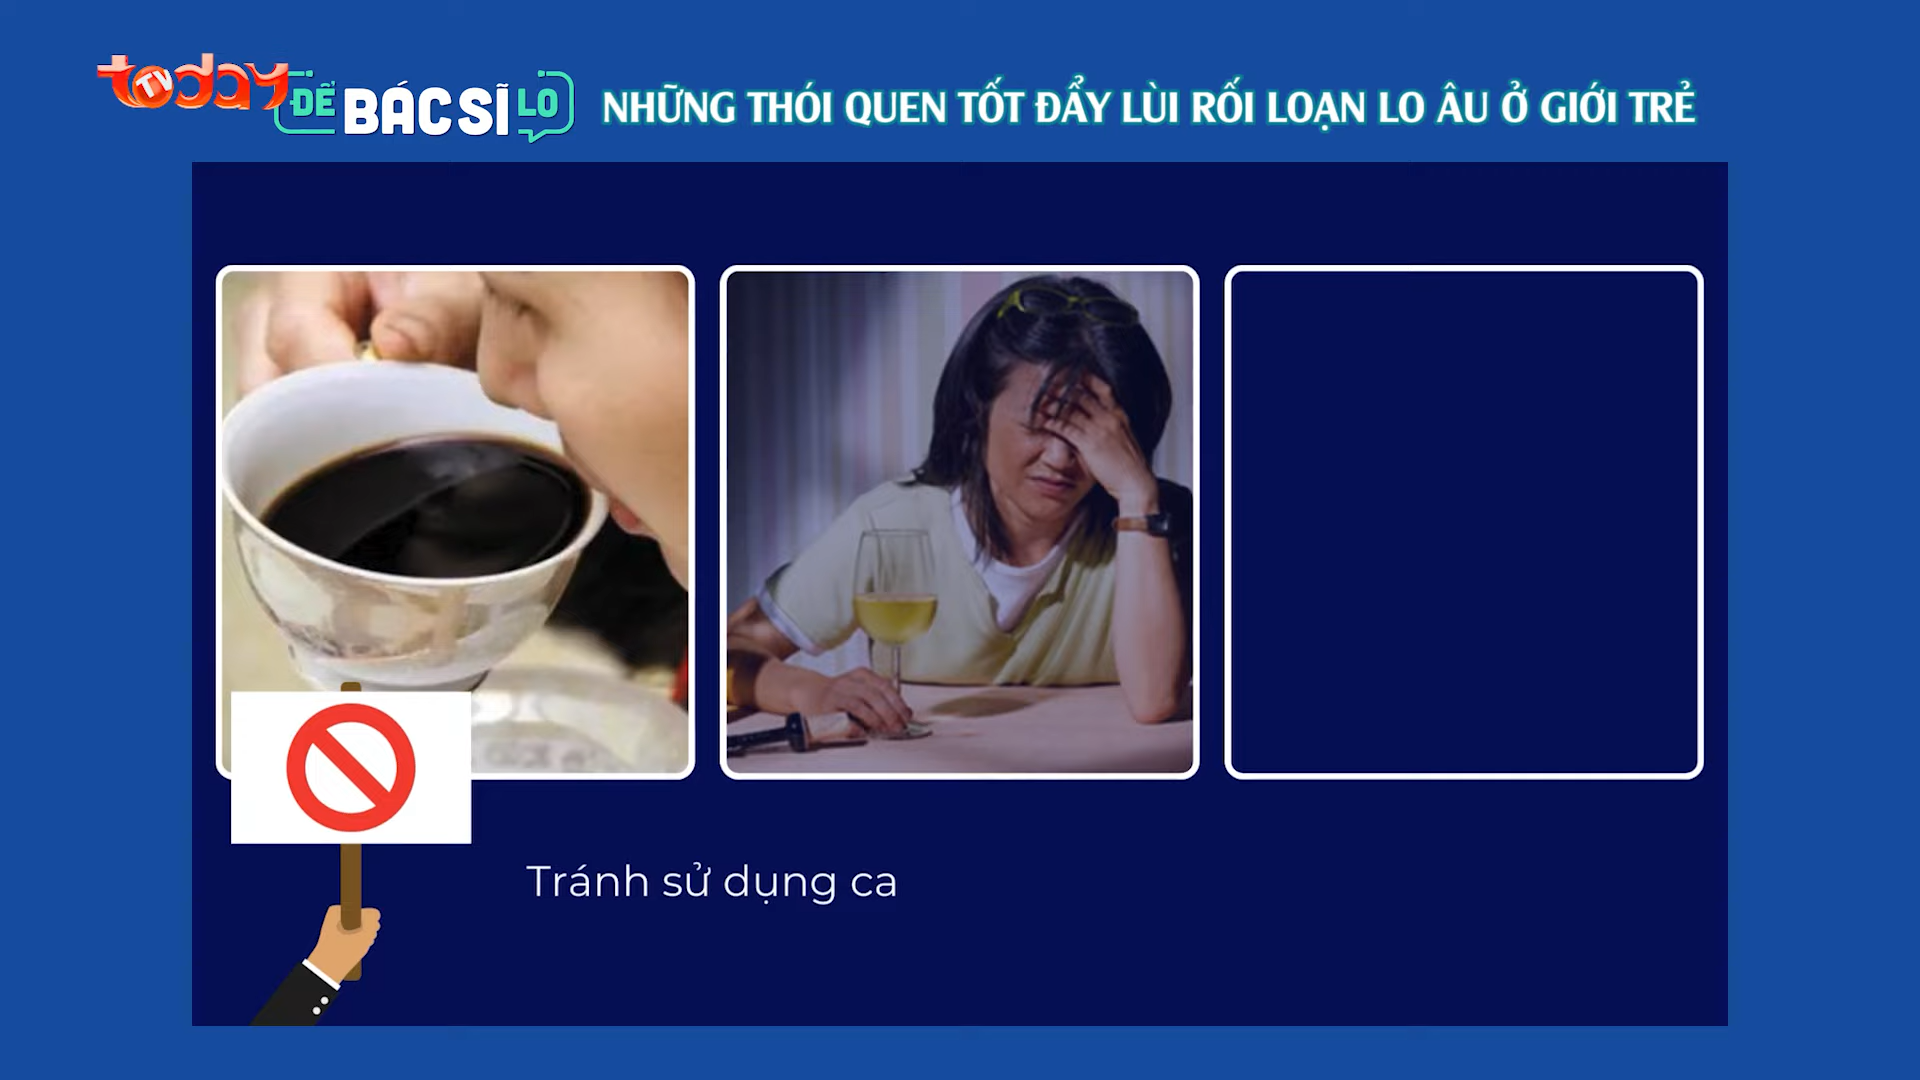 today TV
ĐỂ BÁC SĨ LO
NHỮNG THÓI QUEN TỐT ĐẨY LÙI RỐI LOẠN LO ÂU Ở GIỚI TRẺ
Tránh sử dụng ca